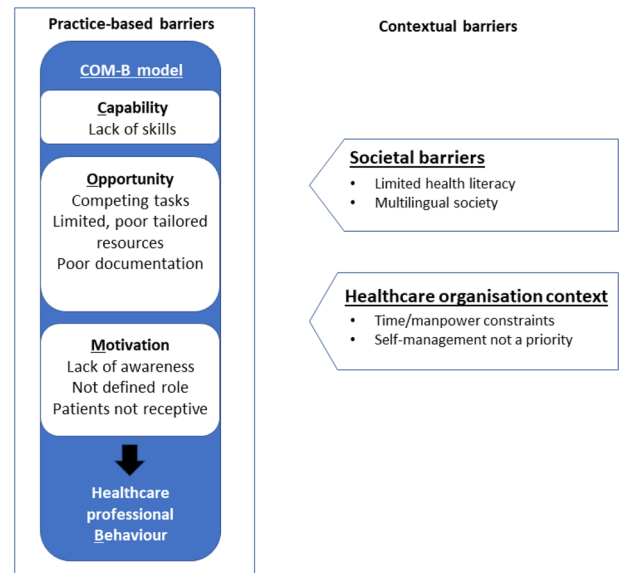 Practice-based barriers
COM-B model
Capability
Lack of skills
Opportunity
Competing tasks
Limited, poor tailored
resources
Poor documentation
Motivation
Lack of awareness
Not defined role
Patients not receptive
Healthcare
professional
Behaviour
Contextual barriers
Societal barriers
• Limited health literacy
• Multilingual society
Healthcare organisation context
• Time/manpower constraints
• Self-management not a priority